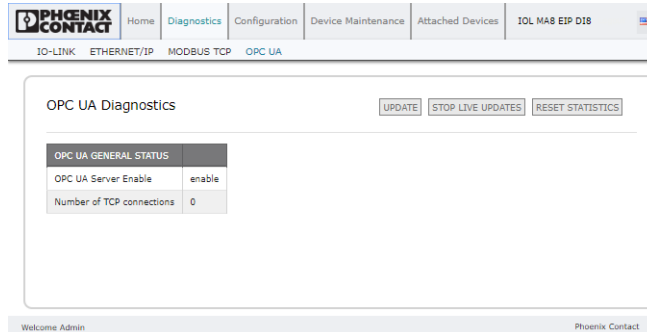 PHŒNIX CONTACT
Home Diagnostics Configuration Device Maintenance Attached Devices IOL MA8 EIP DI8
IO-LINK ETHERNET/IP MODBUS TCP OPC UA
OPC UA Diagnostics UPDATE STOP LIVE UPDATES RESET STATISTICS
OPC UA GENERAL STATUS
OPC UA Server Enable enable
Number of TCP connections 0
Welcome Admin Phoenix Contact